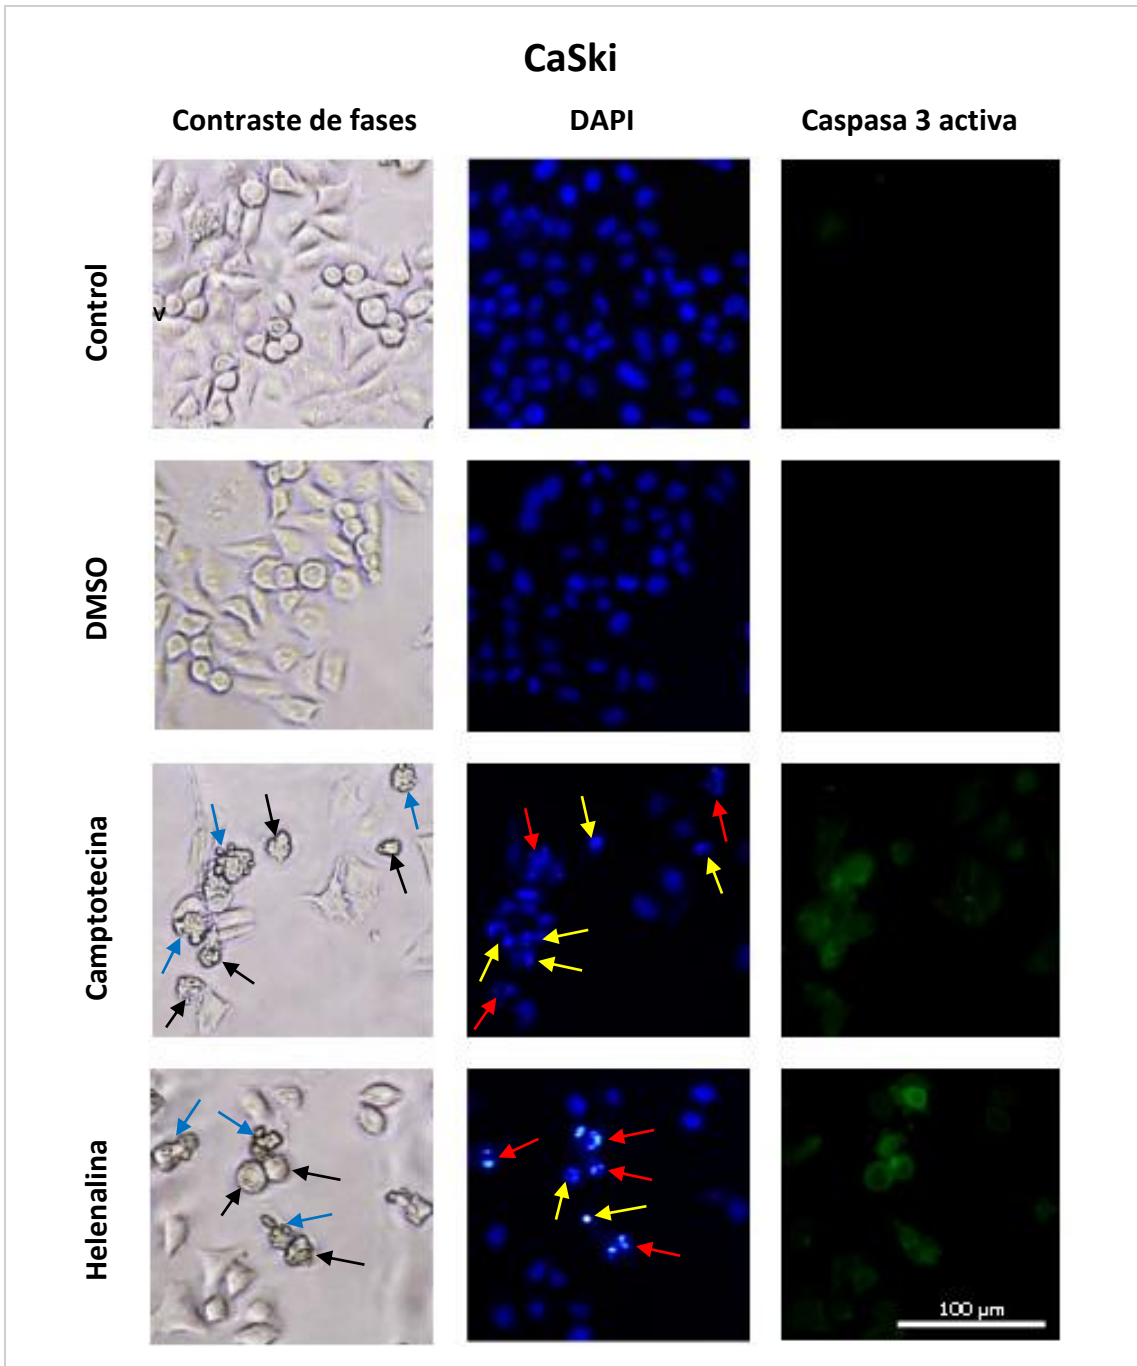 CaSki
Contraste de fases DAPI Caspasa 3 activa
Control
v
DMSO
Camptotecina
Helenalina
100 µm